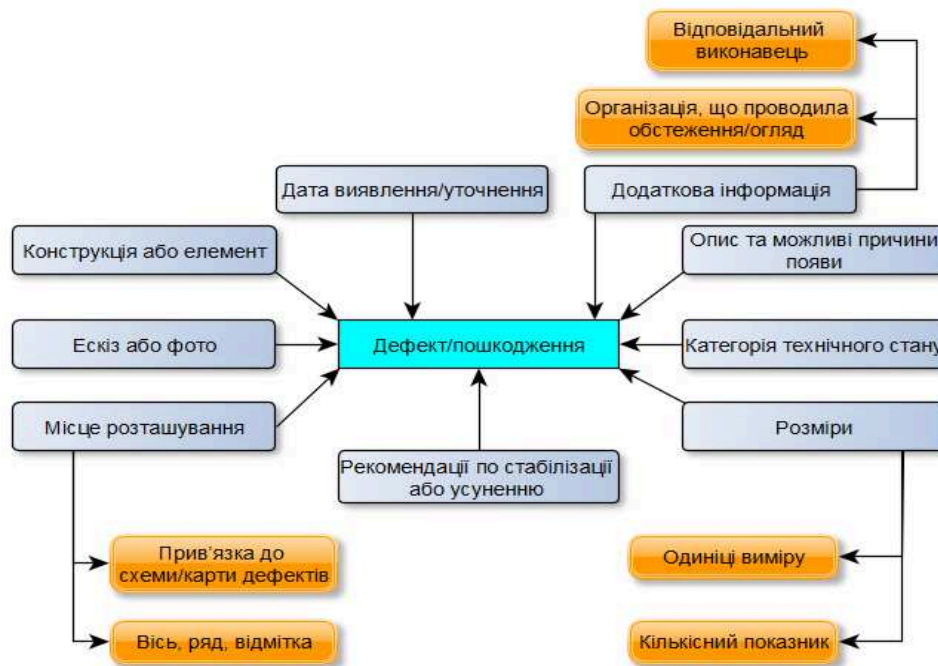 Відповідальний
виконавець
Організація, що проводила
обстеження/огляд
Дата виявлення/уточнення
Додаткова інформація
Конструкція або елемент
Опис та можливі причини
появи
Ескіз або фото
Дефект/пошкодження
Категорія технічного стану
Місце розташування
Розміри
Рекомендації по стабілізації
або усуненню
Прив’язка до
схеми/карти дефектів
Одиніці виміру
Вісь, ряд, відмітка
Кількісний показник